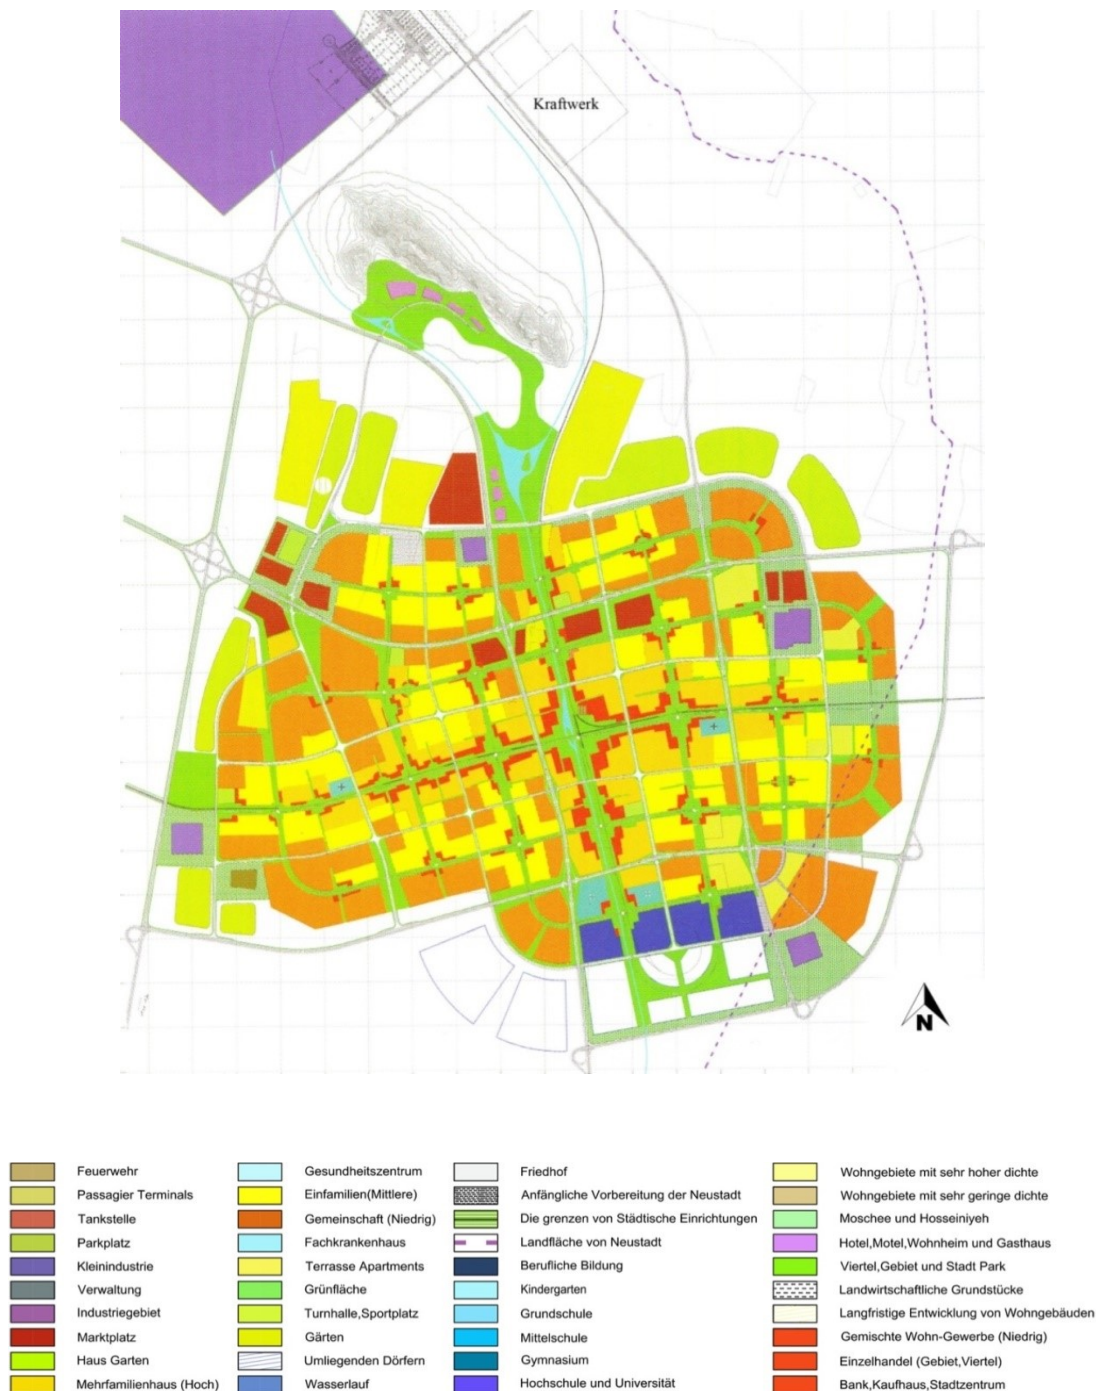 Kraftwerk
N
Feuerwehr
Passagier Terminals
Tankstelle
Parkplatz
Kleinindustrie
Verwaltung
Industriegebiet
Marktplatz
Haus Garten
Mehrfamilienhaus (Hoch)
Gesundheitszentrum
Einfamilien(Mittlere)
Gemeinschaft (Niedrig)
Fachkrankenhaus
Terrasse Apartments
Grünfläche
Turnhalle,Sportplatz
Gärten
Umliegenden Dörfern
Wasserlauf
Friedhof
Anfängliche Vorbereitung der Neustadt
Die grenzen von Städtische Einrichtungen
Landfläche von Neustadt
Berufliche Bildung
Kindergarten
Grundschule
Mittelschule
Gymnasium
Hochschule und Universität
Wohngebiete mit sehr hoher dichte
Wohngebiete mit sehr geringe dichte
Moschee und Hosseiniyeh
Hotel,Motel,Wohnheim und Gasthaus
Viertel,Gebiet und Stadt Park
Landwirtschaftliche Grundstücke
Langfristige Entwicklung von Wohngebäuden
Gemischte Wohn-Gewerbe (Niedrig)
Einzelhandel (Gebiet,Viertel)
Bank,Kaufhaus,Stadtzentrum